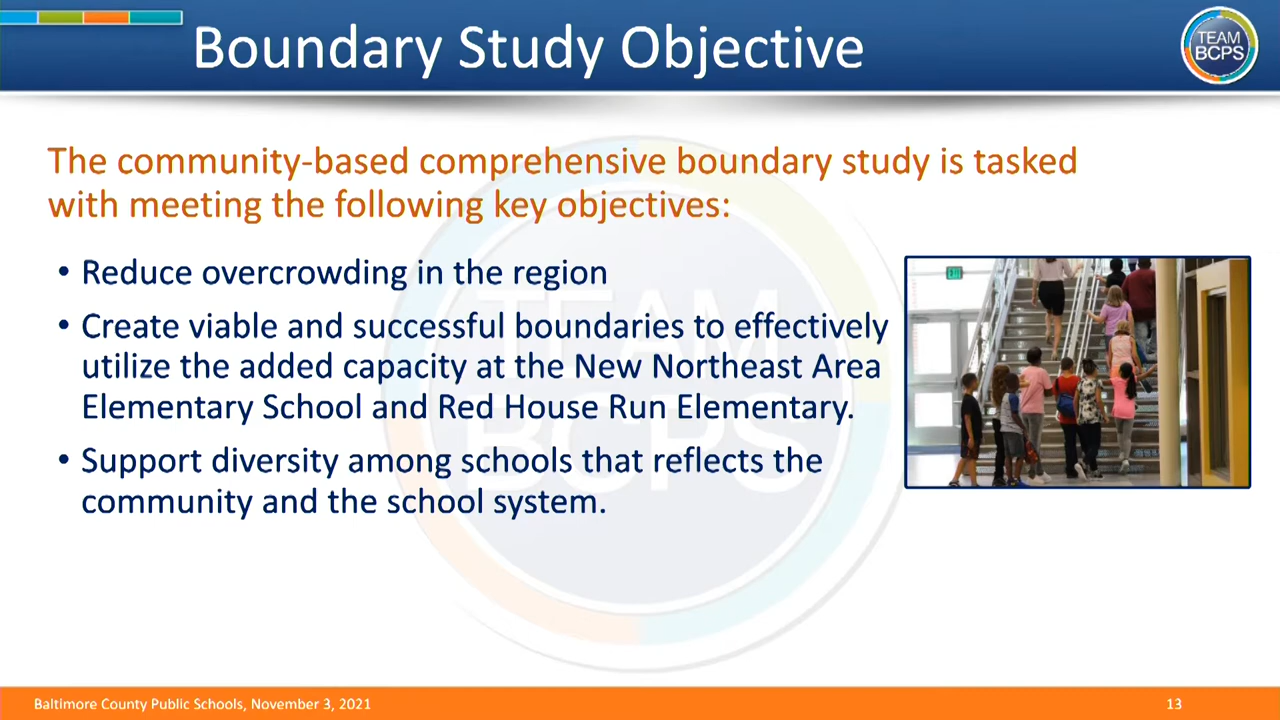 Boundary Study Objective
TEAM
BCPS
The community-based comprehensive boundary study is tasked
with meeting the following key objectives:
• Reduce overcrowding in the region
• Create viable and successful boundaries to effectively
utilize the added capacity at the New Northeast Area
Elementary School and Red House Run Elementary.
• Support diversity among schools that reflects the
community and the school system.
TEAM
BCPS
Baltimore County Public Schools, November 3, 2021
13